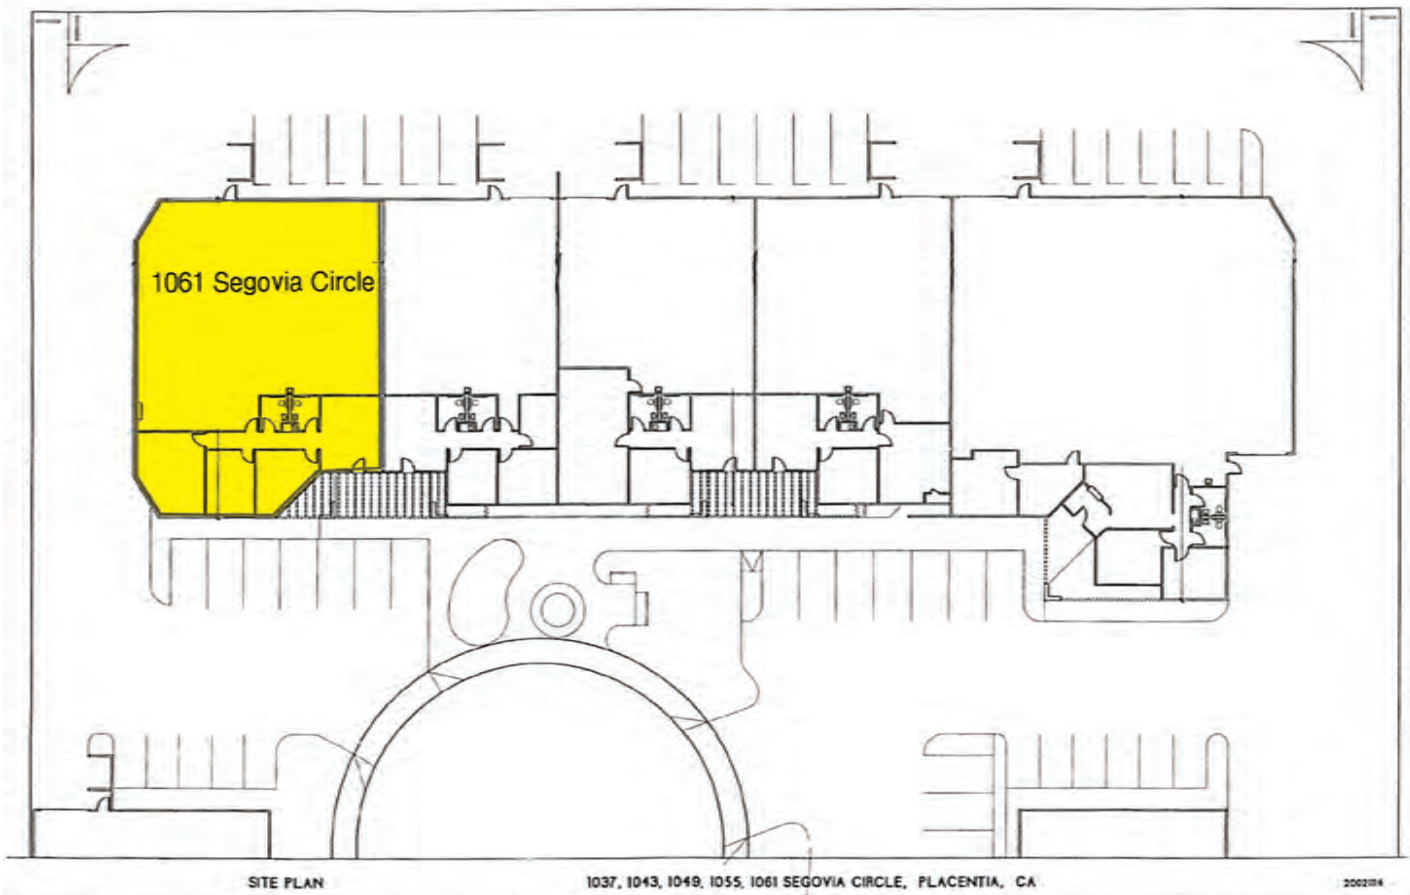 1061 Segovia Circle
SITE PLAN
1037, 1043, 1049, 1055, 1061 SEGOVIA CIRCLE, PLACENTIA, CA